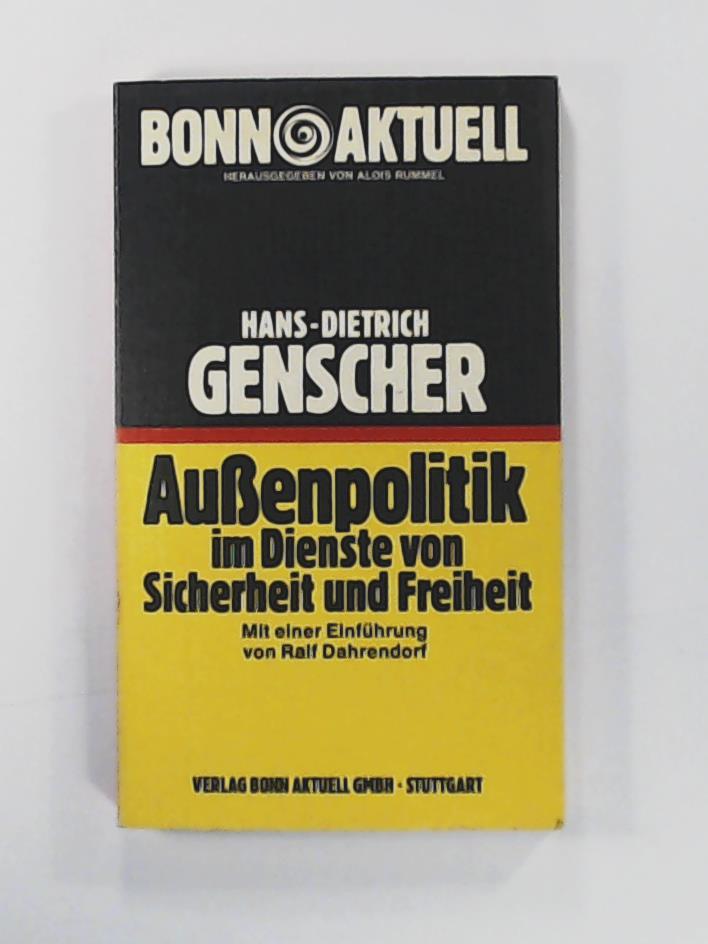 BONN AKTUELL
HERAUSGEGEBEN VON ALOIS RUMMEL
HANS-DIETRICH
GENSCHER
Außenpolitik
im Dienste von
Sicherheit und Freiheit
Mit einer Einführung
von Ralf Dahrendorf
VERLAG BONN AKTUELL GMBH · STUTTGART